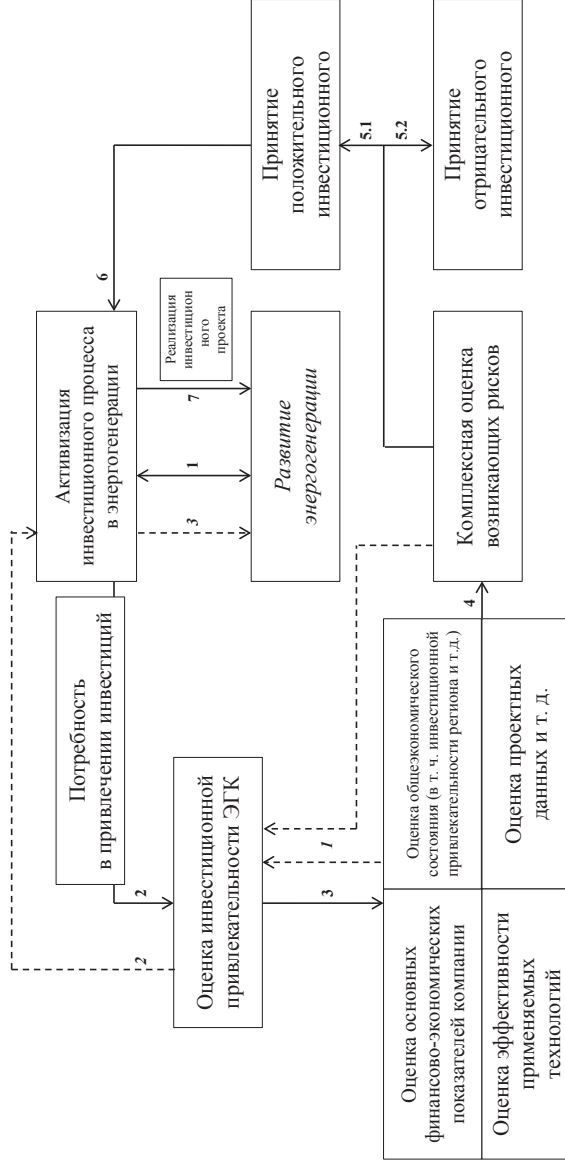 Потребность
в привлечении инвестиций
Активизация
инвестиционного процесса
в энергогенерации
6
2
2
Оценка инвестиционной
привлекательности ЭГК
3
1
7
Реализация
инвестицион
ного
проекта
Развитие
энергогенерации
Принятие
положительного
инвестиционного
3
1
5.1
5.2
Оценка основных
финансово-экономических
показателей компании
Оценка общеэкономического
состояния (в т. ч. инвестиционной
привлекательности региона и т.д.)
Оценка эффективности
применяемых
технологий
Оценка проектных
данных и т. д.
4
Комплексная оценка
возникающих рисков
Принятие
отрицательного
инвестиционного